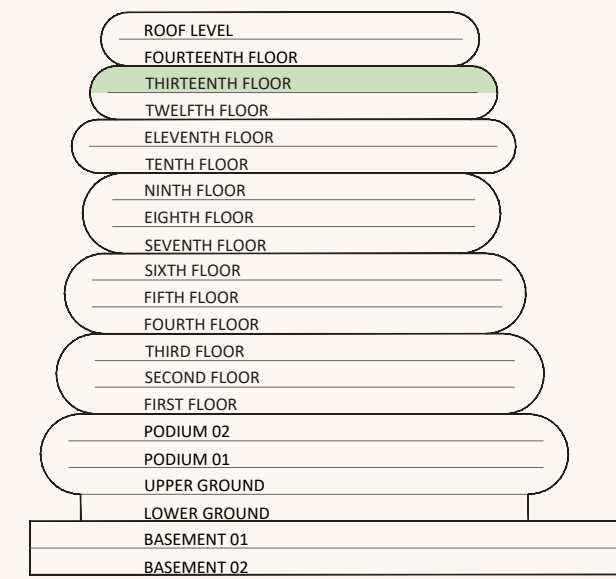 ROOF LEVEL
FOURTEENTH FLOOR
THIRTEENTH FLOOR
TWELFTH FLOOR
ELEVENTH FLOOR
TENTH FLOOR
NINTH FLOOR
EIGHTH FLOOR
SEVENTH FLOOR
SIXTH FLOOR
FIFTH FLOOR
FOURTH FLOOR
THIRD FLOOR
SECOND FLOOR
FIRST FLOOR
PODIUM 02
PODIUM 01
UPPER GROUND
LOWER GROUND
BASEMENT 01
BASEMENT 02